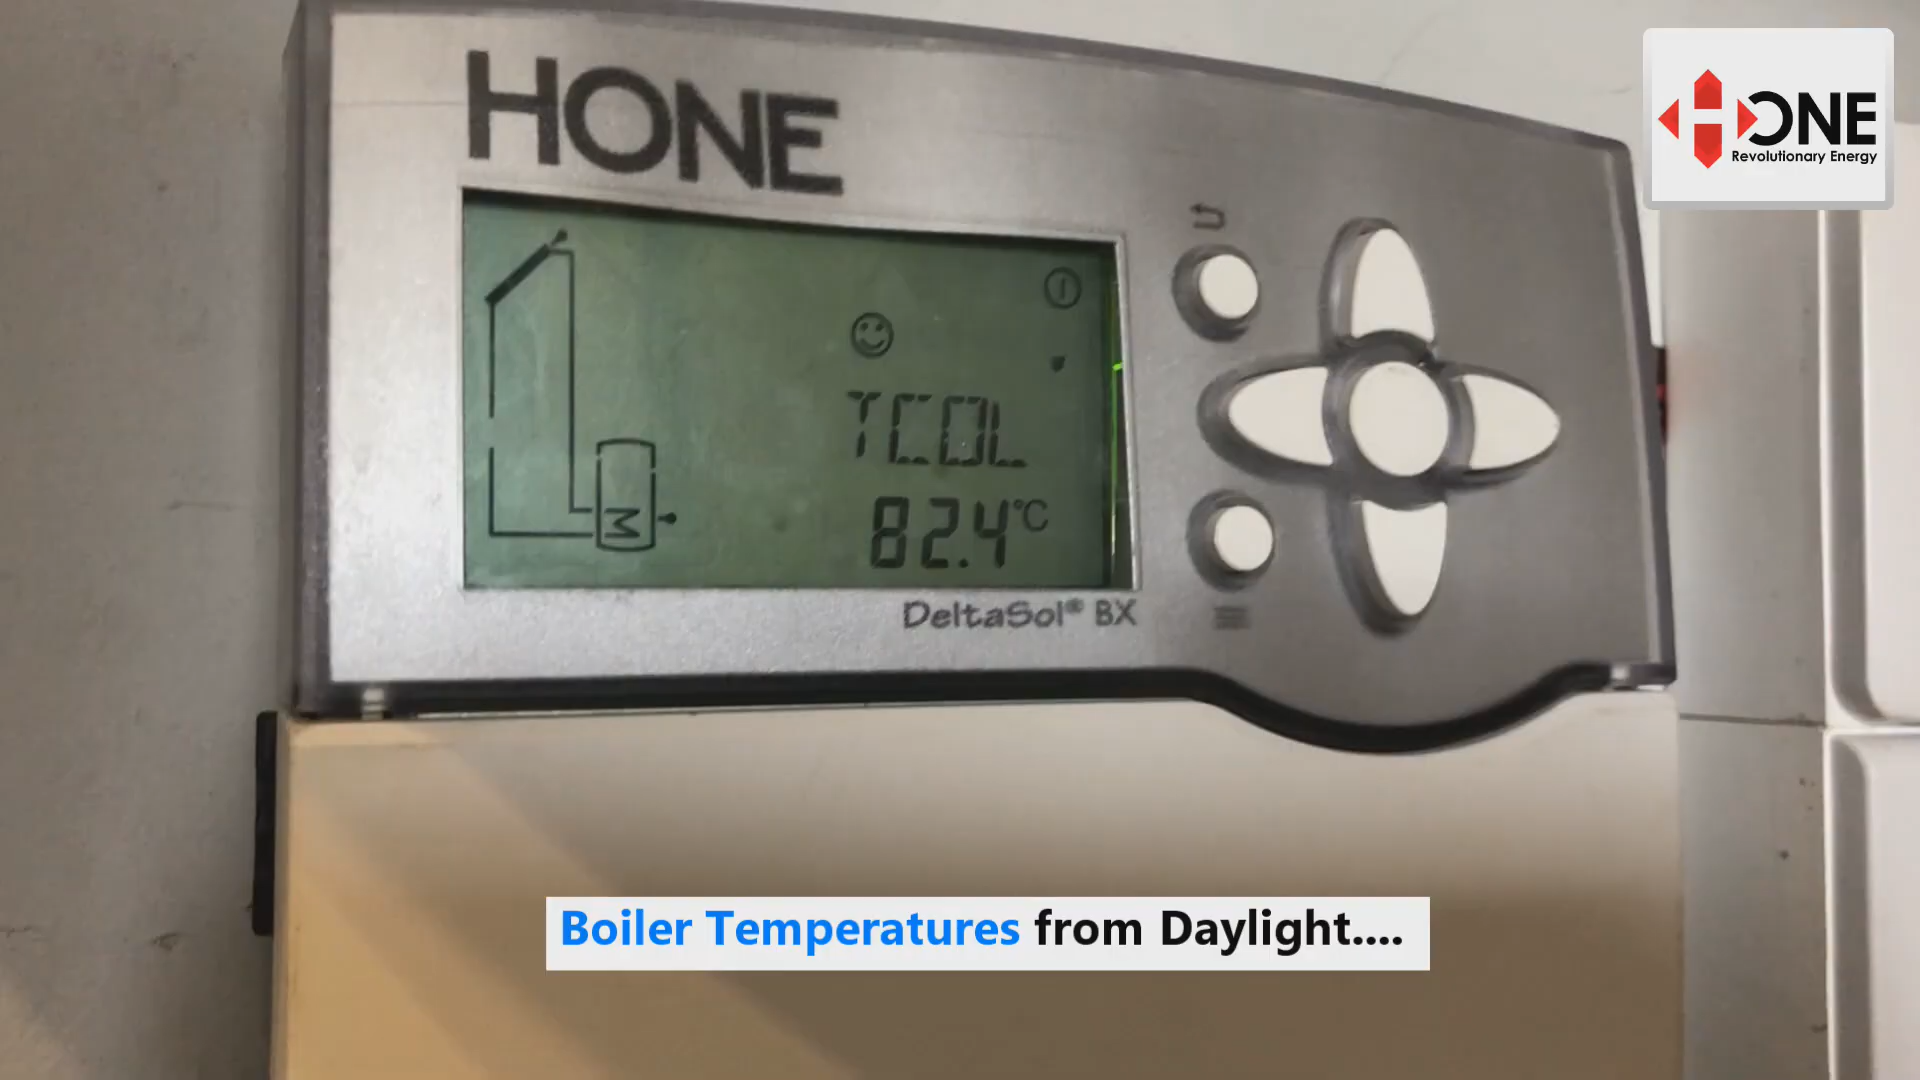 HONE
TCOL
82.4°C
DeltaSol® BX
HONE
Revolutionary Energy
Boiler Temperatures from Daylight....